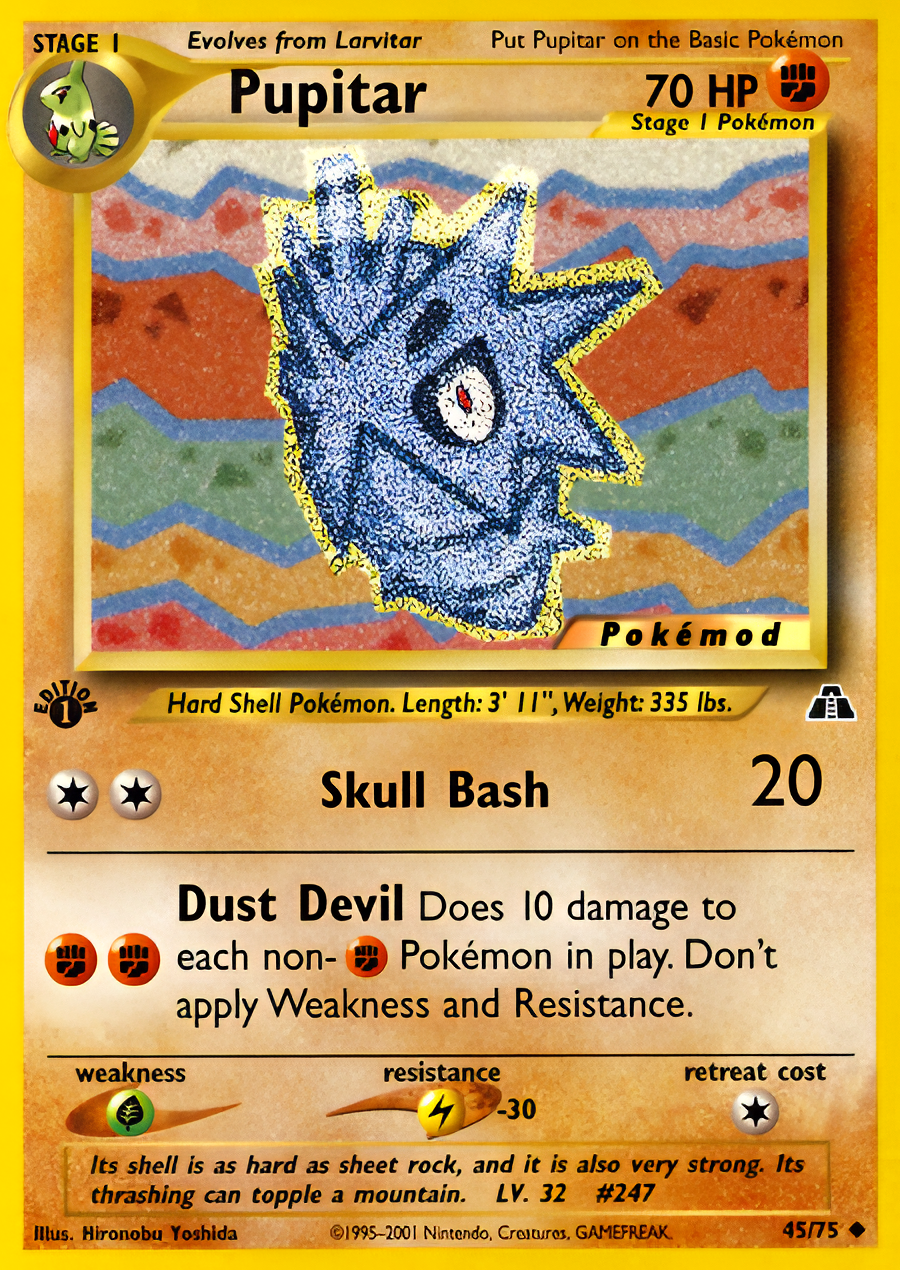 STAGE 1 Evolves from Larvitar Put Pupitar on the Basic Pokémon
Pupitar 70 HP
Stage 1 Pokémon
Pokémod
EDITION
1
Hard Shell Pokémon. Length: 3' 11", Weight: 335 lbs.
Skull Bash 20
Dust Devil Does 10 damage to
each non- Pokémon in play. Don't
apply Weakness and Resistance.
weakness resistance retreat cost
-30
Its shell is as hard as sheet rock, and it is also very strong. Its
thrashing can topple a mountain. LV. 32 #247
Illus. Hironobu Yoshida ©1995-2001 Nintendo, Creatures, GAMEFREAK. 45/75